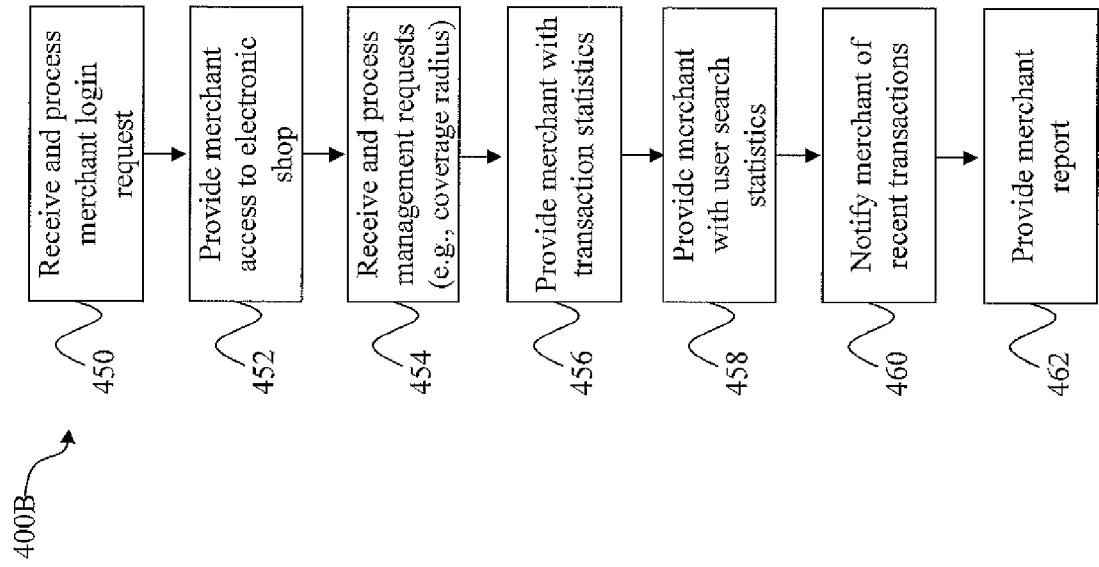 400B
450
Receive and process
merchant login
request
452
Provide merchant
access to electronic
shop
454
Receive and process
management requests
(e.g., coverage radius)
456
Provide merchant with
transaction statistics
458
Provide merchant
with user search
statistics
460
Notify merchant of
recent transactions
462
Provide merchant
report